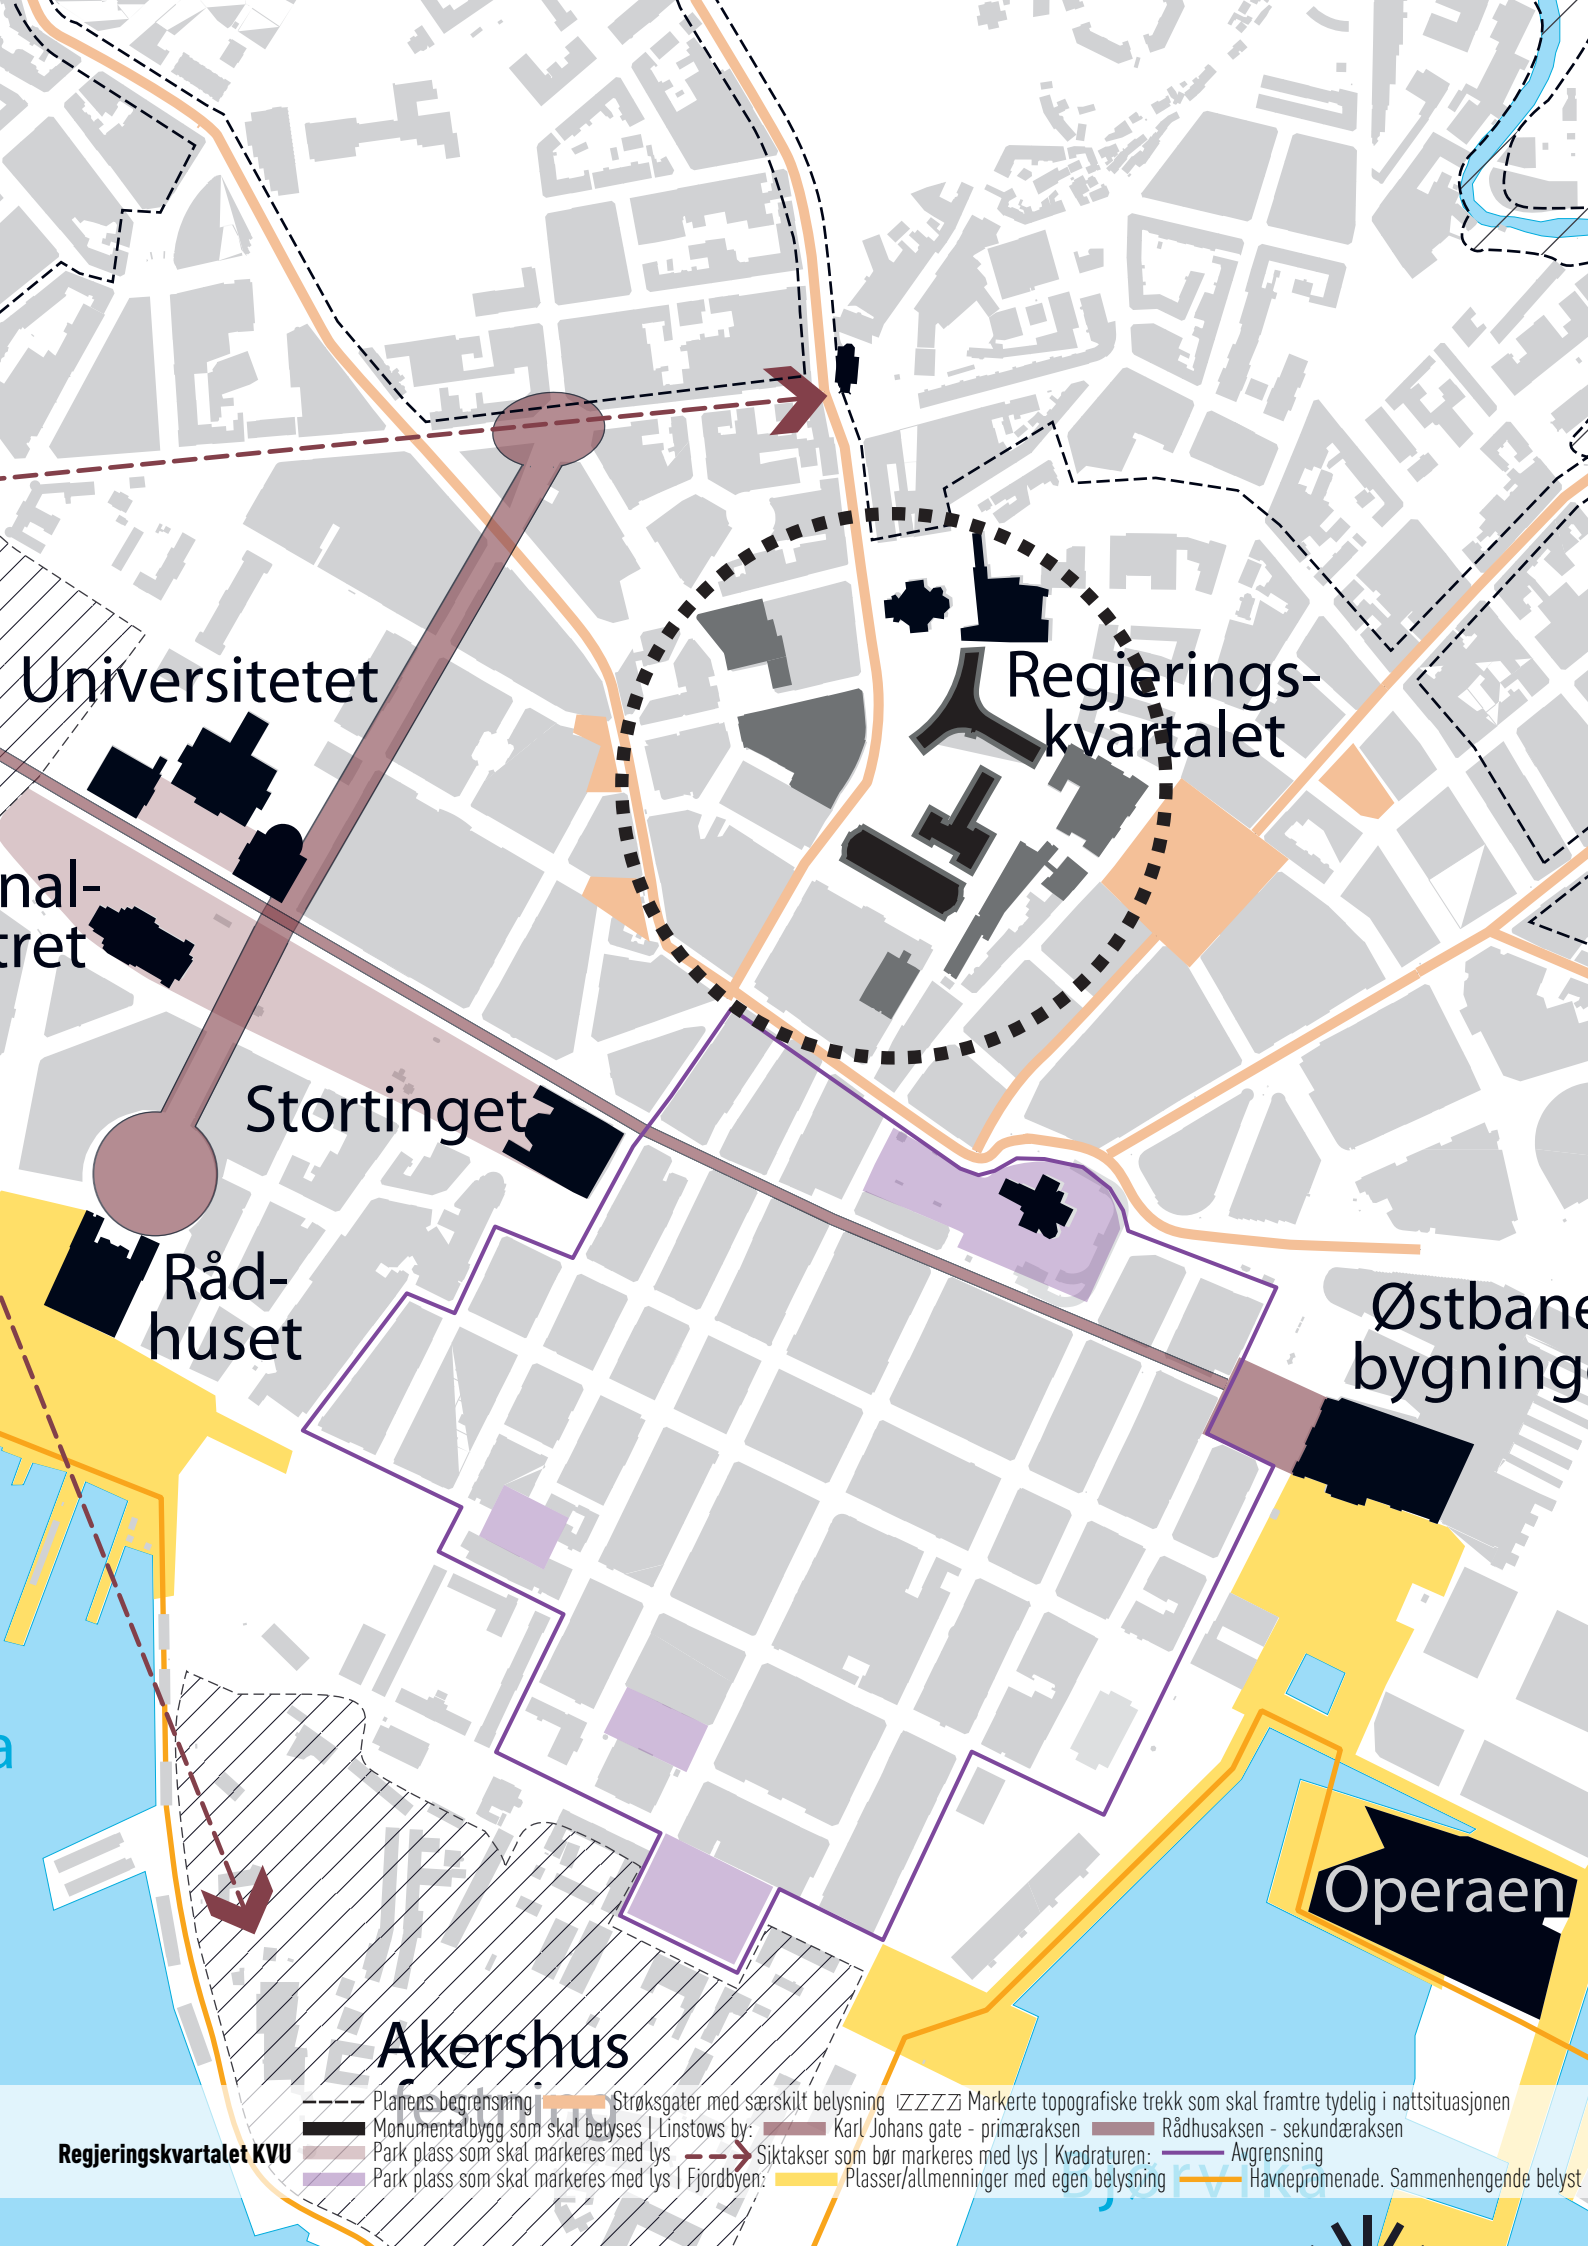 Universitetet
Regjerings-
kvartalet
nal-
tret
Stortinget
Råd-
huset
Østbane
bygning
a
Operaen
Akershus
festning
Planens begrensning Strøksgater med særskilt belysning Markerte topografiske trekk som skal framtre tydelig i nattsituasjonen
Monumentalbygg som skal belyses | Linstows by: Karl Johans gate - primæraksen Rådhusaksen - sekundæraksen
Regjeringskvartalet KVU
Park plass som skal markeres med lys Siktakser som bør markeres med lys | Kvadraturen: Avgrensning
Park plass som skal markeres med lys | Fjordbyen: Plasser/allmenninger med egen belysning Havnepromenade. Sammenhengende belyst
Bjørvika